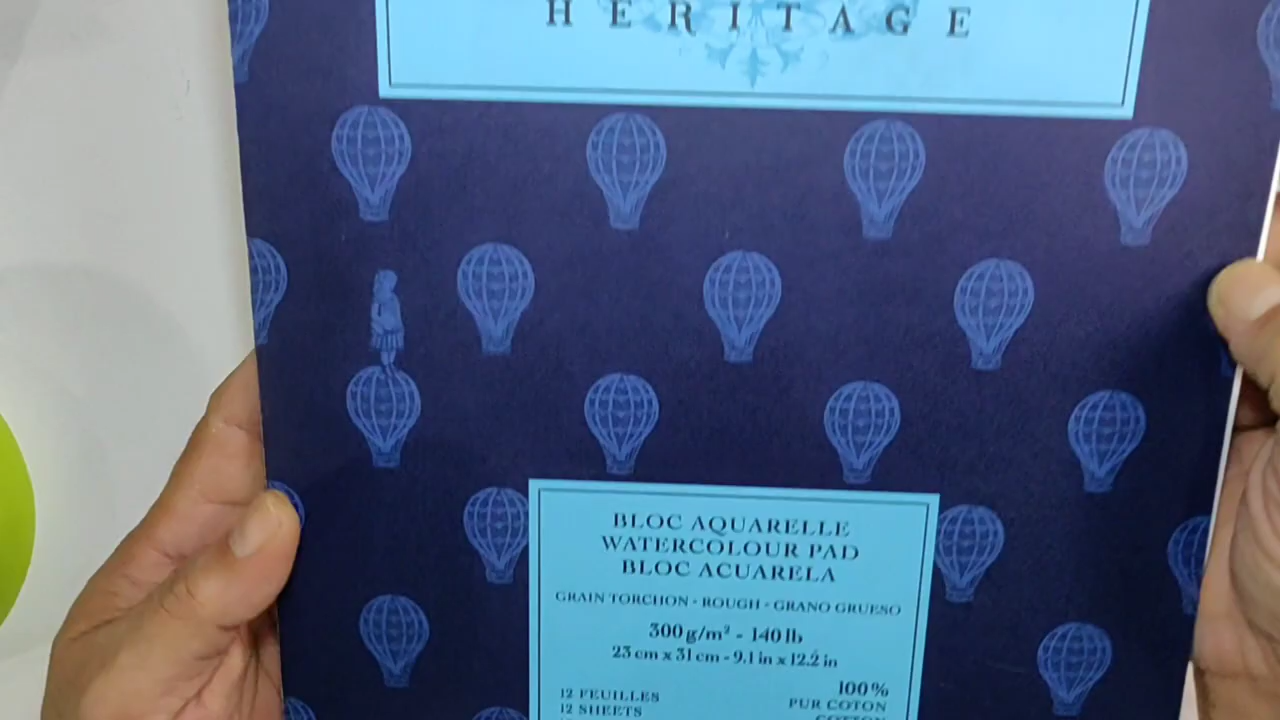 HERITAGE
BLOC AQUARELLE
WATERCOLOUR PAD
BLOC ACUARELA
GRAIN TORCHON - ROUGH - GRANO GRUESO
300 g/m² - 140 lb
23 cm x 31 cm - 9.1 in x 12.2 in
100%
12 FEUILLES
PUR COTON
12 SHEETS